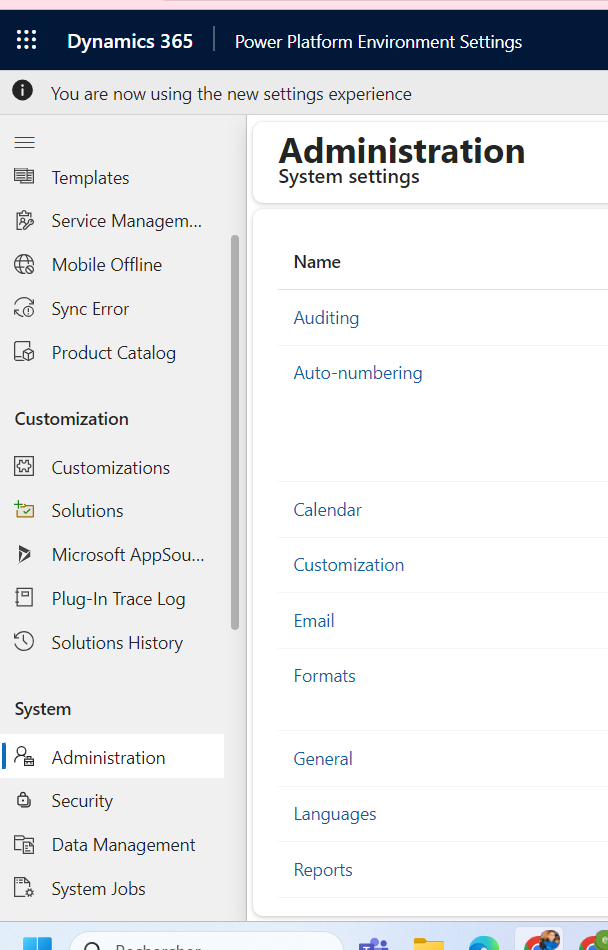 Dynamics 365
Power Platform Environment Settings
You are now using the new settings experience
Templates
Service Managem...
Mobile Offline
Sync Error
Product Catalog
Customization
Customizations
Solutions
Microsoft AppSou...
Plug-In Trace Log
Solutions History
System
Administration
Security
Data Management
System Jobs
Administration
System settings
Name
Auditing
Auto-numbering
Calendar
Customization
Email
Formats
General
Languages
Reports